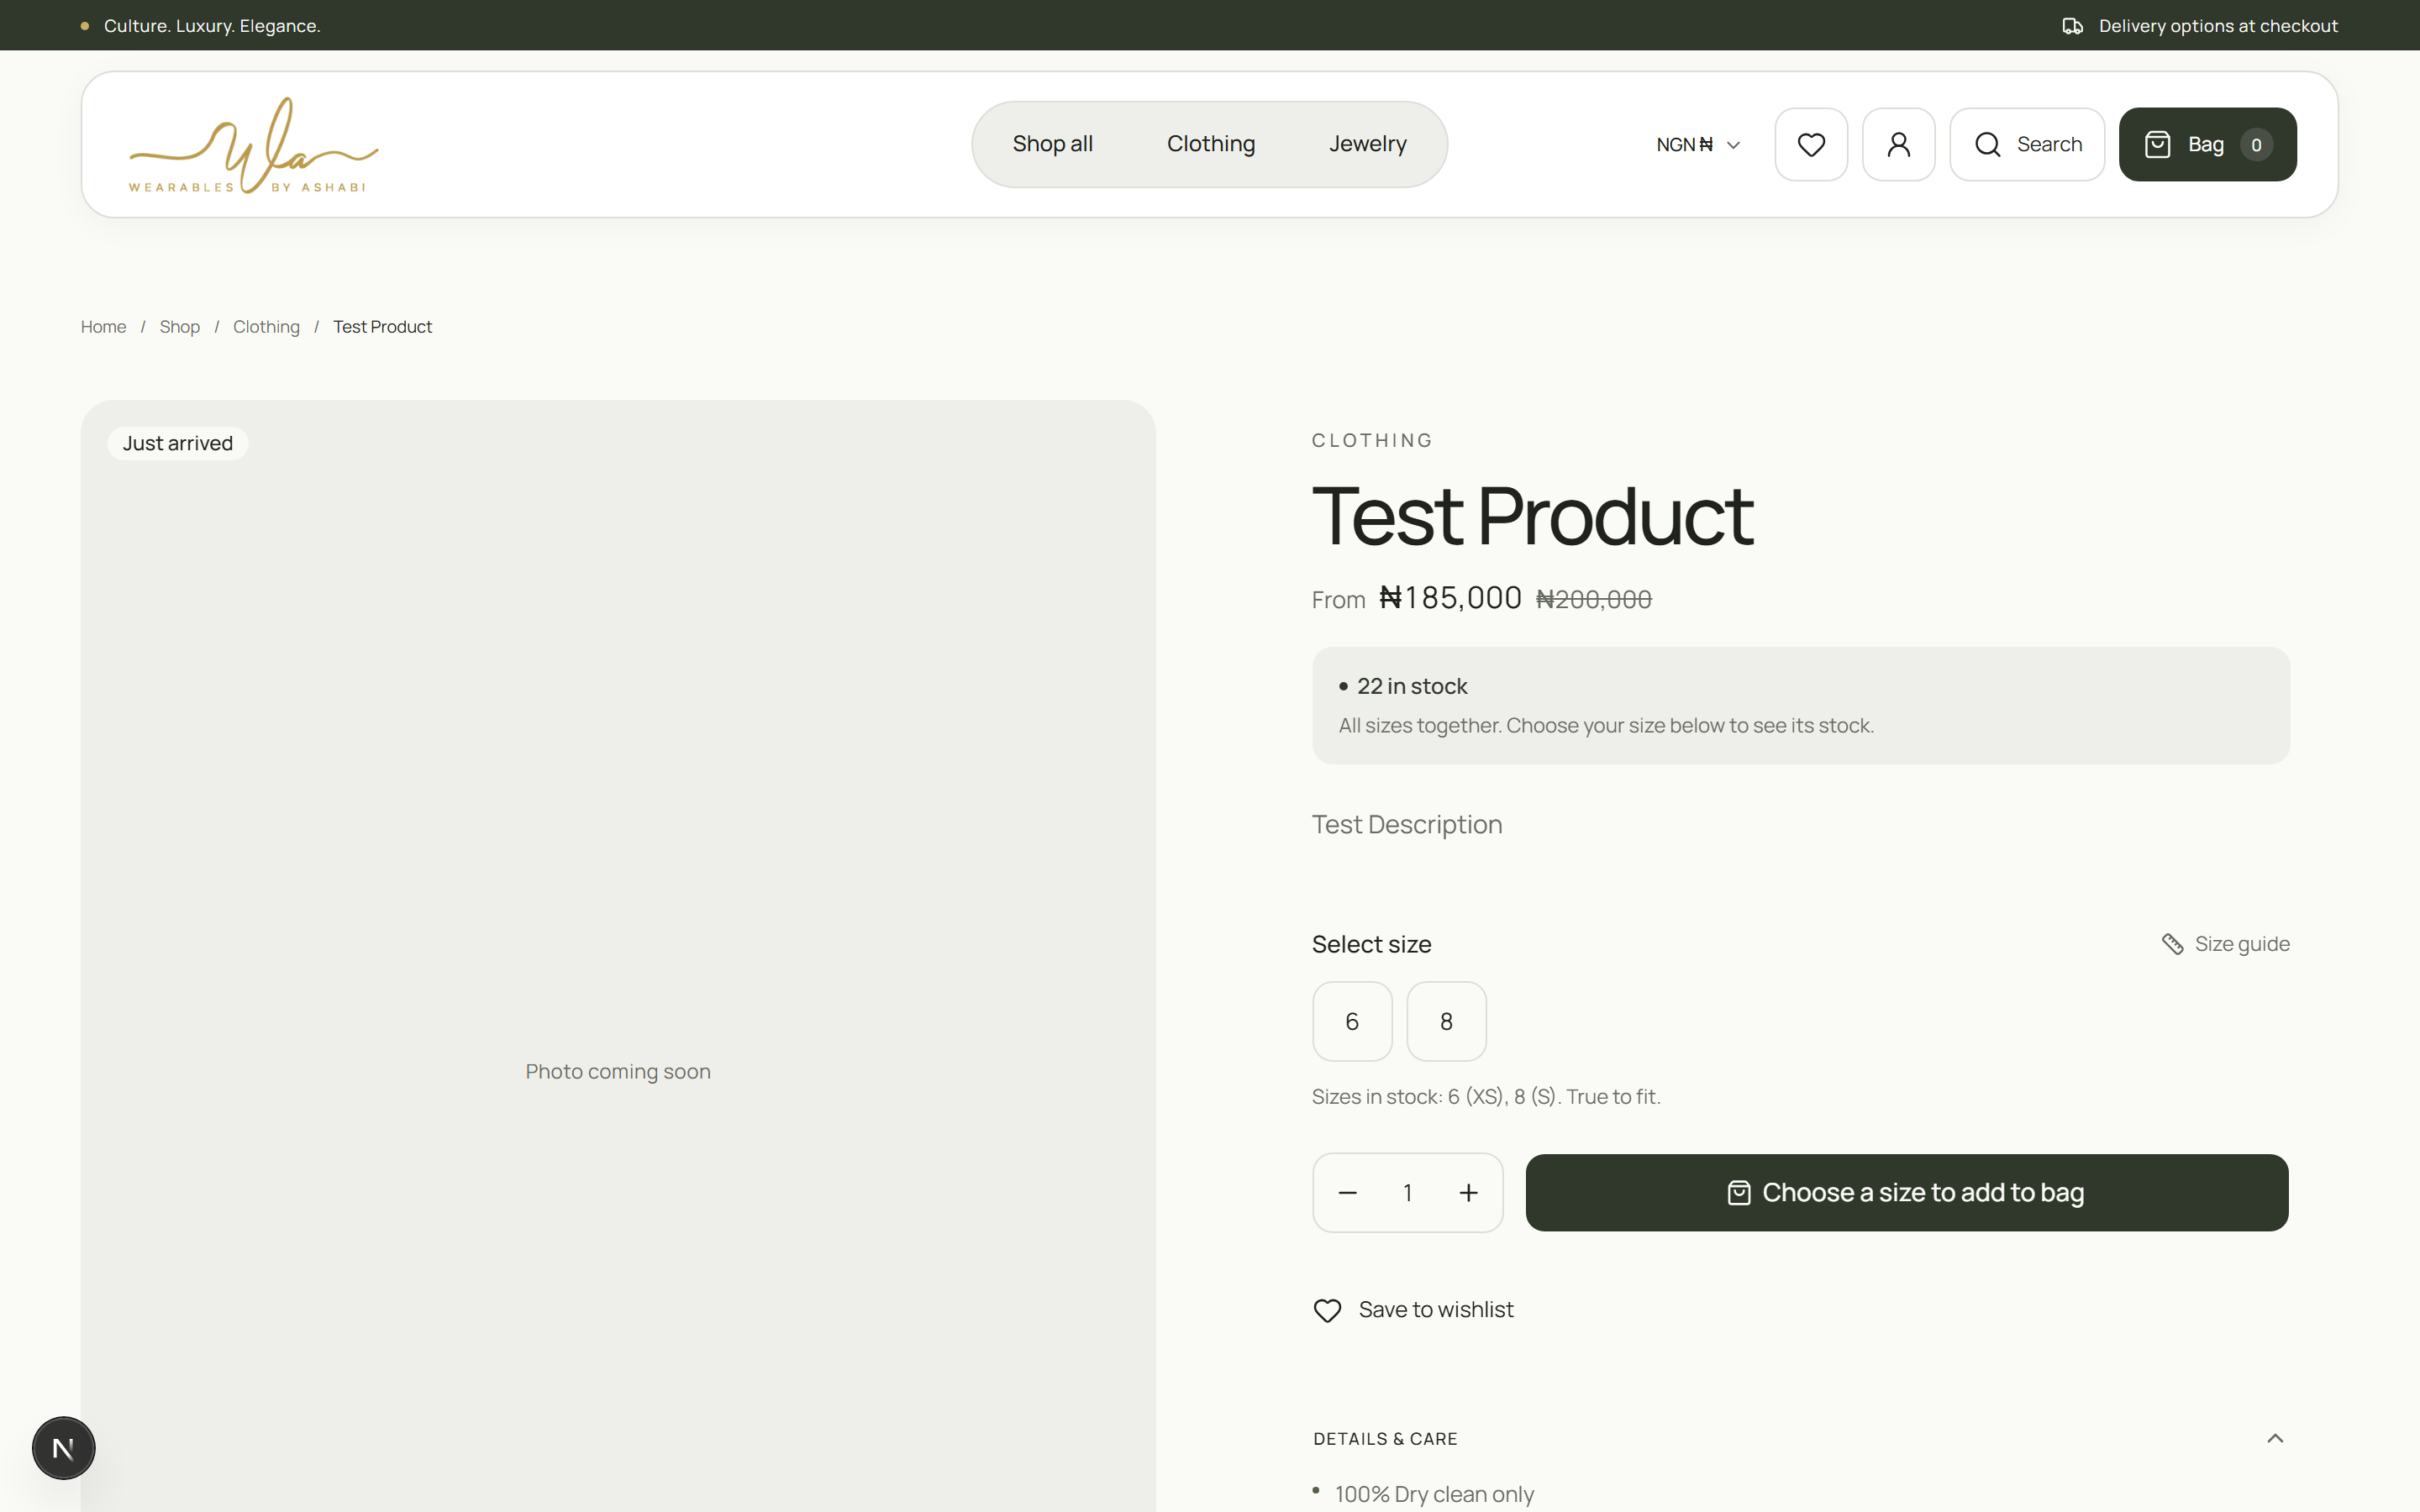 Culture. Luxury. Elegance.
Delivery options at checkout
Wa
WEARABLES BY ASHABI
Shop all
Clothing
Jewelry
NGN ₦
Search
Bag 0
Home / Shop / Clothing / Test Product
Just arrived
Photo coming soon
CLOTHING
Test Product
From ₦185,000 ₦200,000
22 in stock
All sizes together. Choose your size below to see its stock.
Test Description
Select size
Size guide
6 8
Sizes in stock: 6 (XS), 8 (S). True to fit.
− 1 +
Choose a size to add to bag
Save to wishlist
DETAILS & CARE
• 100% Dry clean only
N